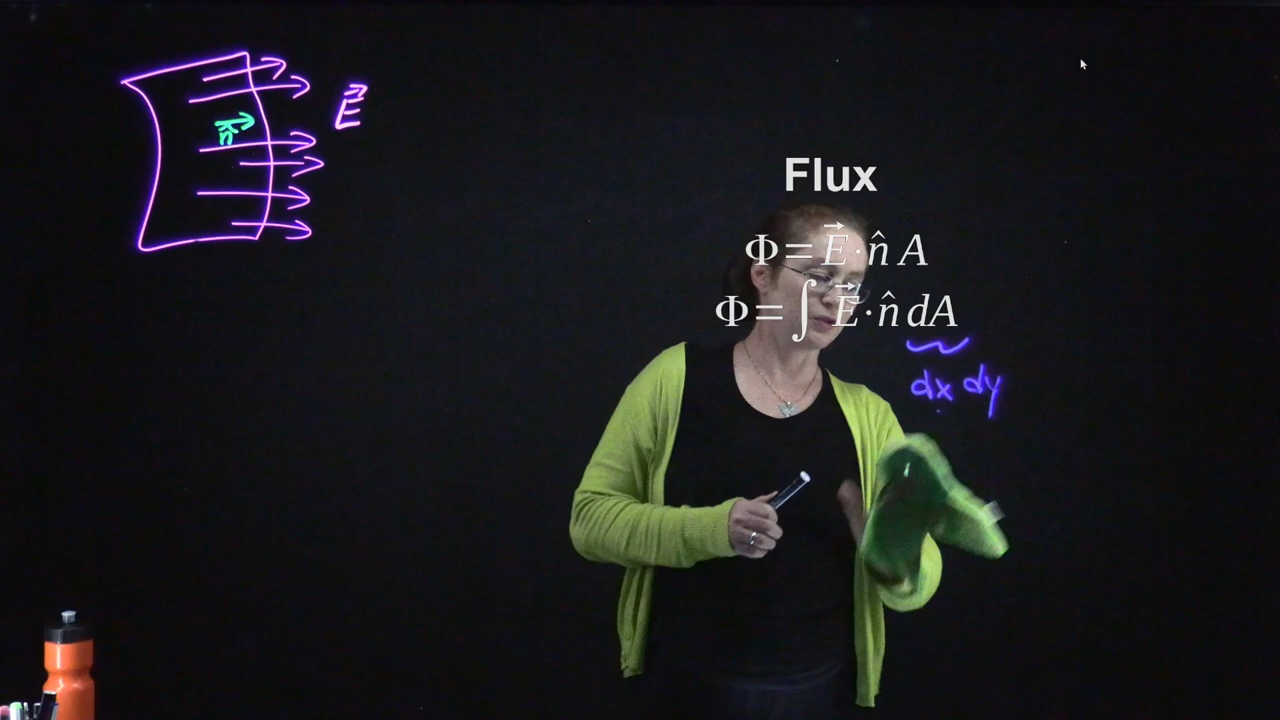 E⃗
n̂
Flux
Φ = E⃗ · n̂ A
Φ = ∫ E⃗ · n̂ dA
dx dy